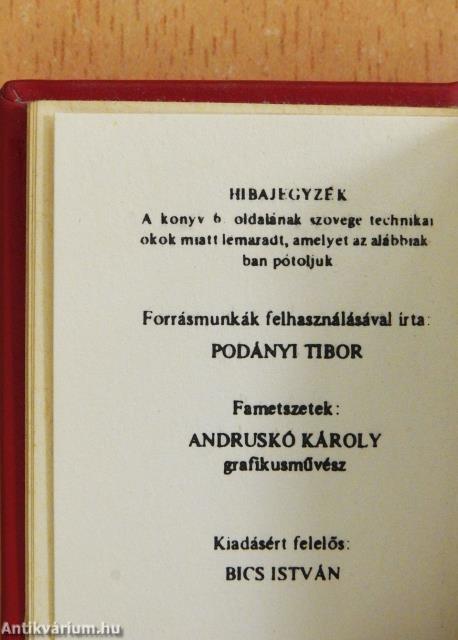 HIBAJEGYZÉK
A konyv 6. oldalának szovege technikai
okok miatt lemaradt, amelyet az alábbiak-
ban pótoljuk
Forrásmunkák felhasználásával írta:
PODÁNYI TIBOR
Fametszetek:
ANDRUSKÓ KÁROLY
grafikusművész
Kiadásért felelős:
BICS ISTVÁN
Antikvárium.hu